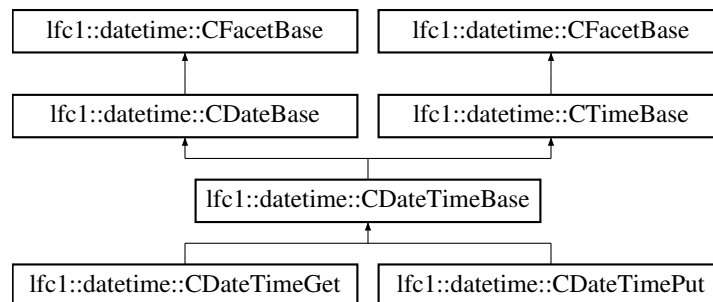 lfc1::datetime::CFacetBase
lfc1::datetime::CFacetBase
lfc1::datetime::CDateBase
lfc1::datetime::CTimeBase
lfc1::datetime::CDateTimeBase
lfc1::datetime::CDateTimeGet
lfc1::datetime::CDateTimePut